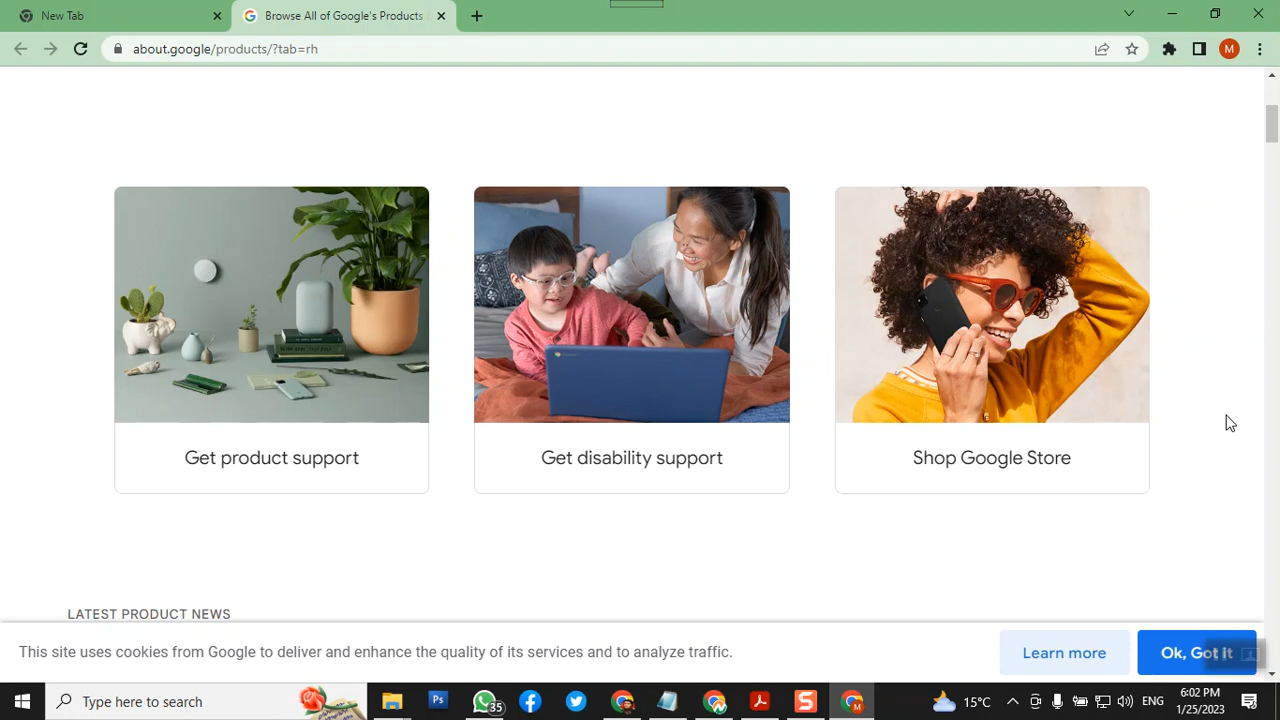 New Tab
Browse All of Google's Products
about.google/products/?tab=rh
M
Get product support
Get disability support
Shop Google Store
LATEST PRODUCT NEWS
This site uses cookies from Google to deliver and enhance the quality of its services and to analyze traffic.
Learn more
Ok, Got it
Type here to search
Ps
35
S
M
15°C
ENG
6:02 PM
1/25/2023